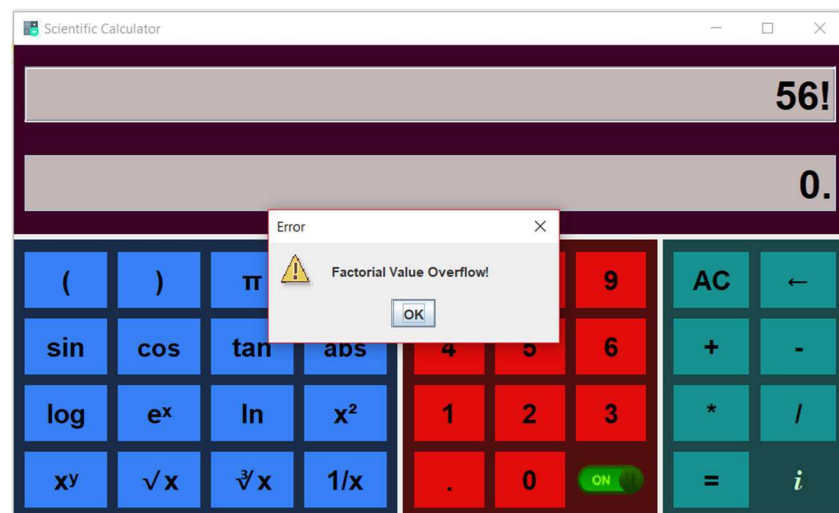 Scientific Calculator
56!
0.
Error
Factorial Value Overflow!
OK
( ) π 9 AC ←
sin cos tan abs 4 5 6 + -
log eˣ ln x² 1 2 3 * /
xʸ √x ∛x 1/x . 0 ON = i